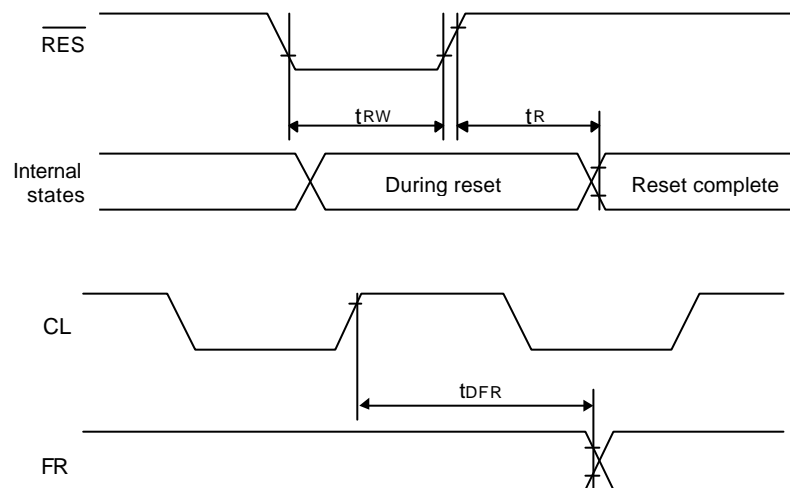 RES
tRW
tR
Internal
states
During reset
Reset complete
CL
tDFR
FR